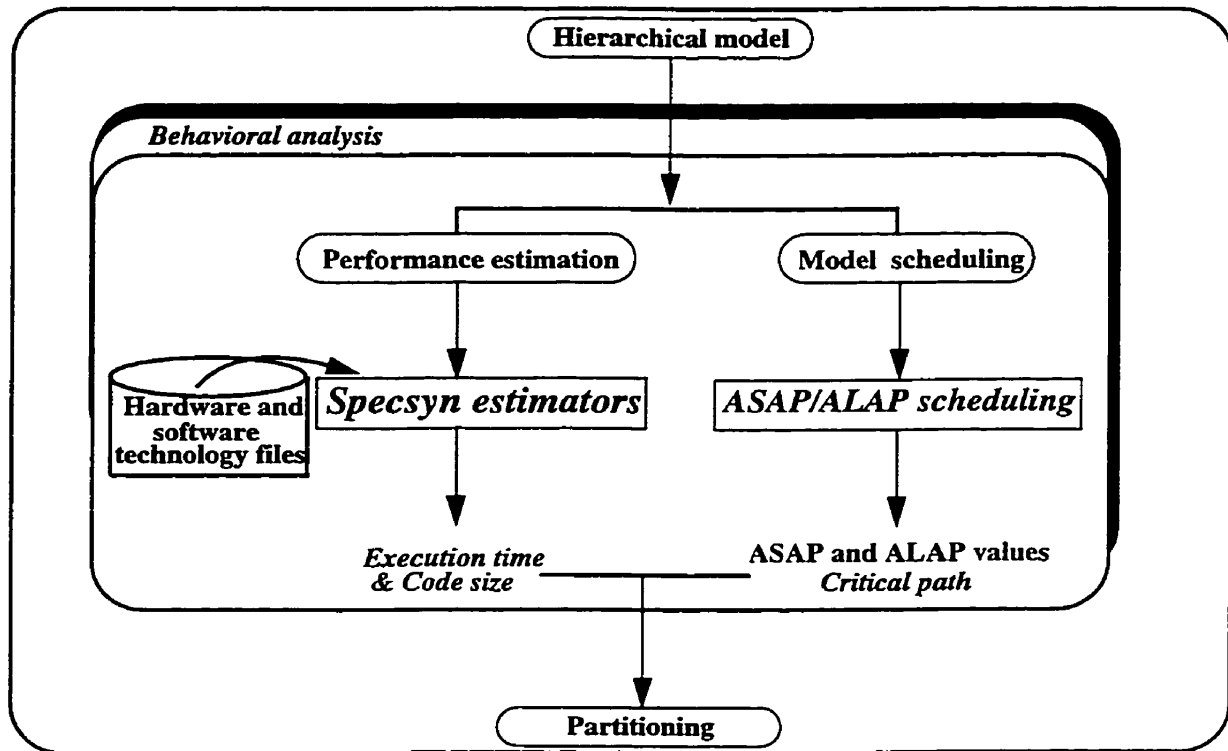 Hierarchical model
Behavioral analysis
Performance estimation
Model scheduling
Hardware and
software
technology files
Specsyn estimators
ASAP/ALAP scheduling
Execution time
& Code size
ASAP and ALAP values
Critical path
Partitioning